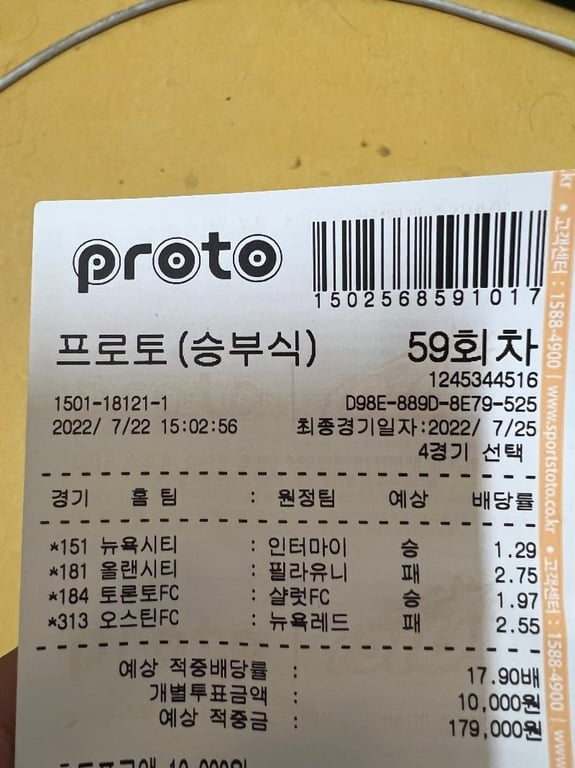 proto
1502568591017
프로토(승부식) 59회차
1245344516
1501-18121-1 D98E-889D-8E79-525
2022/ 7/22 15:02:56 최종경기일자:2022/ 7/25
4경기 선택
경기 홈팀 : 원정팀 예상 배당률
*151 뉴욕시티 : 인터마이 승 1.29
*181 올랜시티 : 필라유니 패 2.75
*184 토론토FC : 샬럿FC 승 1.97
*313 오스틴FC : 뉴욕레드 패 2.55
예상 적중배당률 : 17.90배
개별투표금액 : 10,000원
예상 적중금 : 179,000원
10,000원
.kr ● 고객센터 : 1588-4900 | www.sportstoto.co.kr ● 고객센터 : 1588-4900 | www